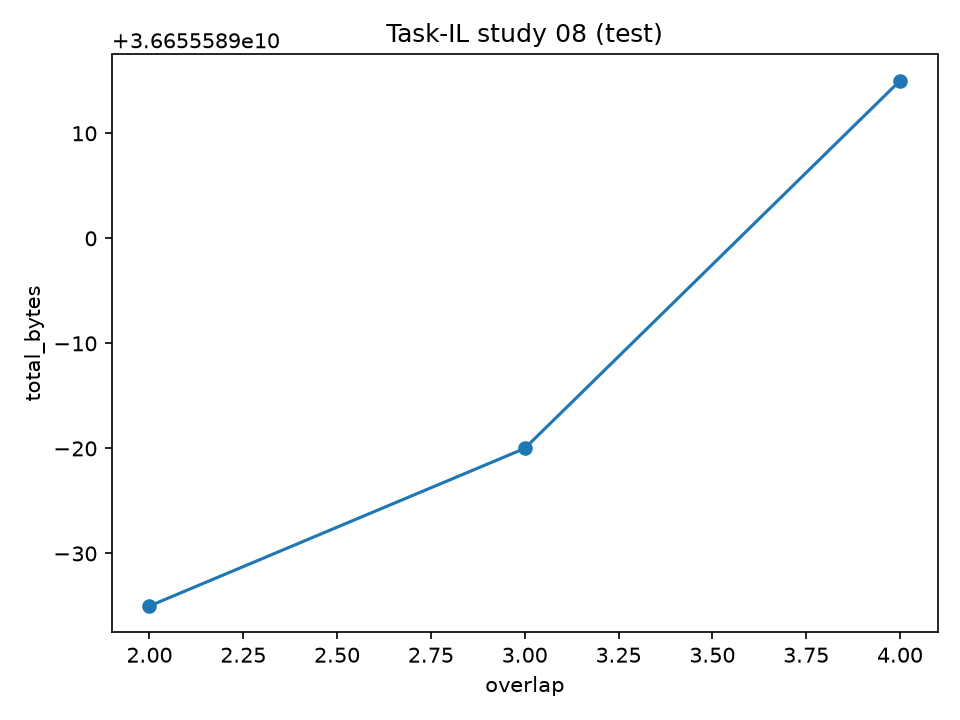 Task-IL study 08 (test)
+3.6655589e10
10
0
−10
−20
−30
total_bytes
2.00 2.25 2.50 2.75 3.00 3.25 3.50 3.75 4.00
overlap